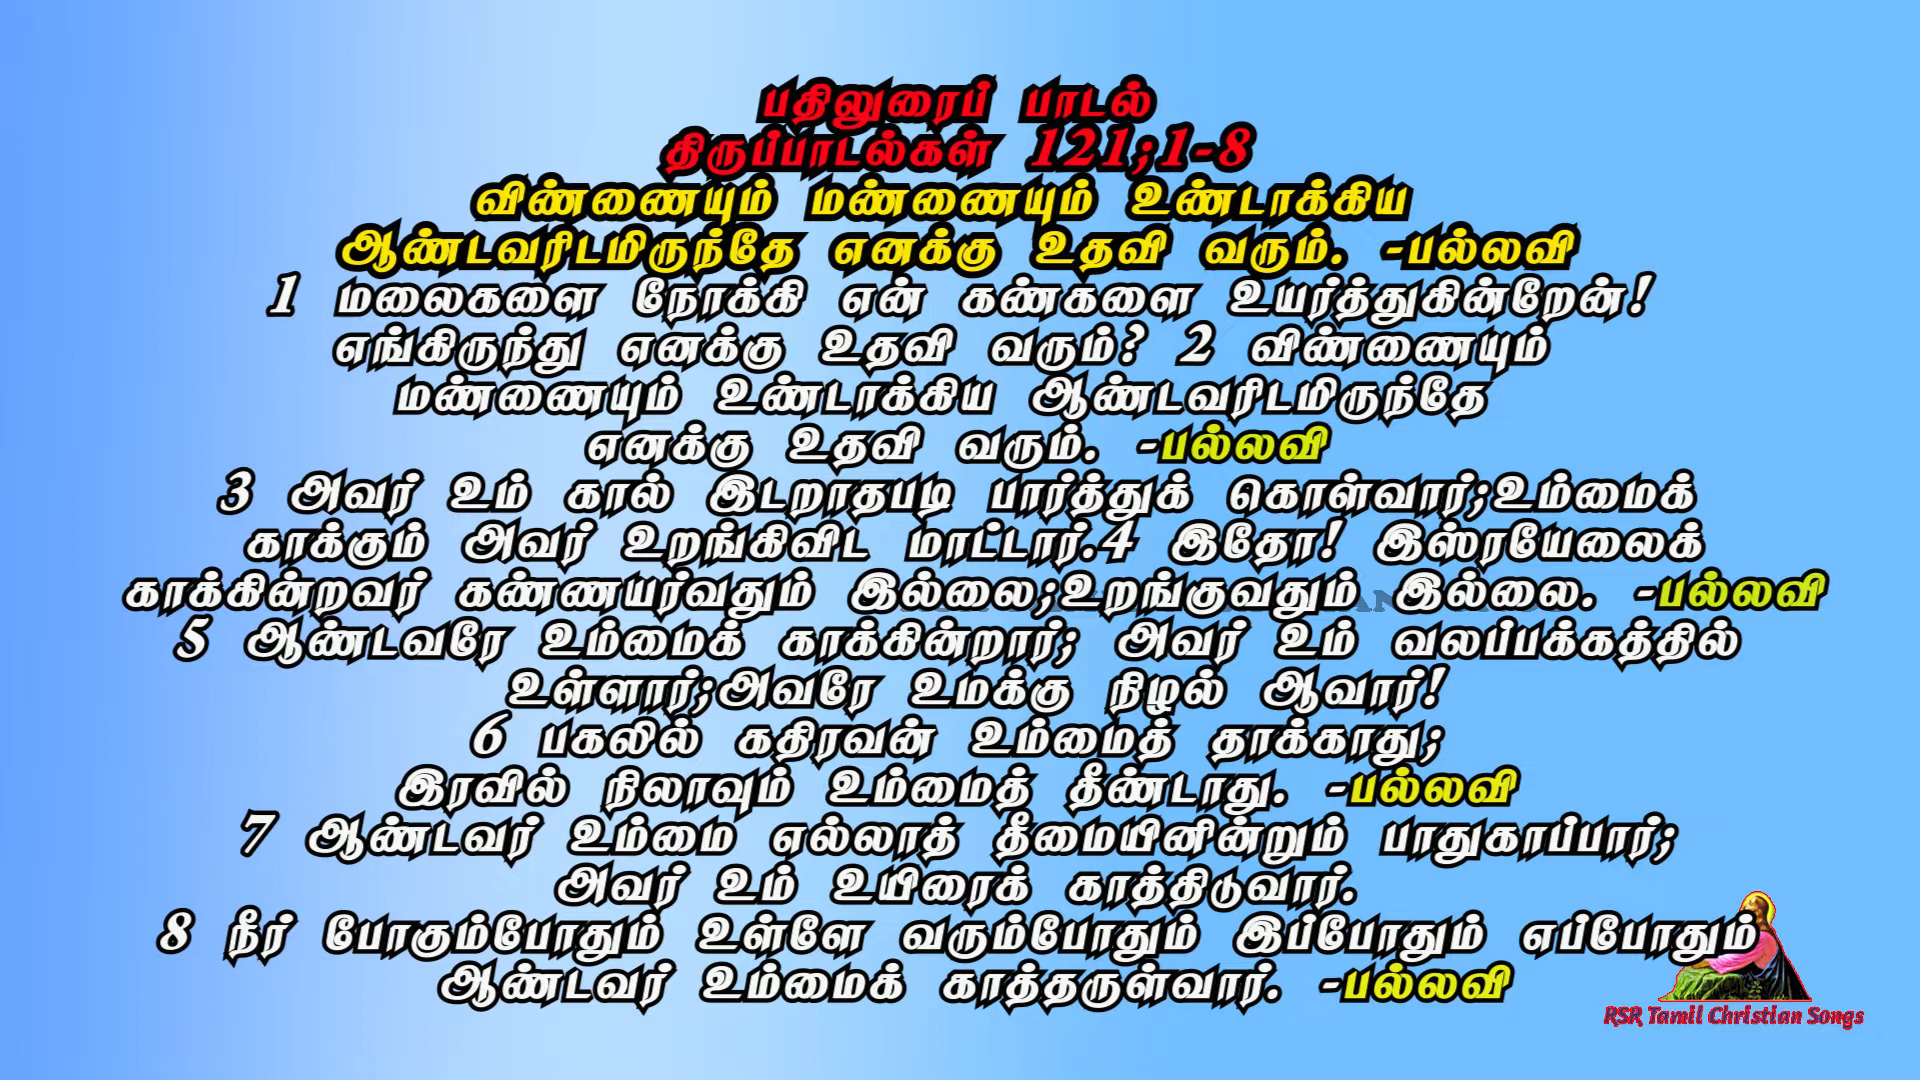 பதிலுரைப் பாடல்
திருப்பாடல்கள் 121;1-8
விண்ணையும் மண்ணையும் உண்டாக்கிய
ஆண்டவரிடமிருந்தே எனக்கு உதவி வரும். -பல்லவி
1 மலைகளை நோக்கி என் கண்களை உயர்த்துகின்றேன்!
எங்கிருந்து எனக்கு உதவி வரும்? 2 விண்ணையும்
மண்ணையும் உண்டாக்கிய ஆண்டவரிடமிருந்தே
எனக்கு உதவி வரும். -பல்லவி
3 அவர் உம் கால் இடறாதபடி பார்த்துக் கொள்வார்;உம்மைக்
காக்கும் அவர் உறங்கிவிட மாட்டார்.4 இதோ! இஸ்ரயேலைக்
காக்கின்றவர் கண்ணயர்வதும் இல்லை;உறங்குவதும் இல்லை. -பல்லவி
5 ஆண்டவரே உம்மைக் காக்கின்றார்; அவர் உம் வலப்பக்கத்தில்
உள்ளார்;அவரே உமக்கு நிழல் ஆவார்!
6 பகலில் கதிரவன் உம்மைத் தாக்காது;
இரவில் நிலாவும் உம்மைத் தீண்டாது. -பல்லவி
7 ஆண்டவர் உம்மை எல்லாத் தீமையினின்றும் பாதுகாப்பார்;
அவர் உம் உயிரைக் காத்திடுவார்.
8 நீர் போகும்போதும் உள்ளே வரும்போதும் இப்போதும் எப்போதும்
ஆண்டவர் உம்மைக் காத்தருள்வார். -பல்லவி
RSR Tamil Christian Songs